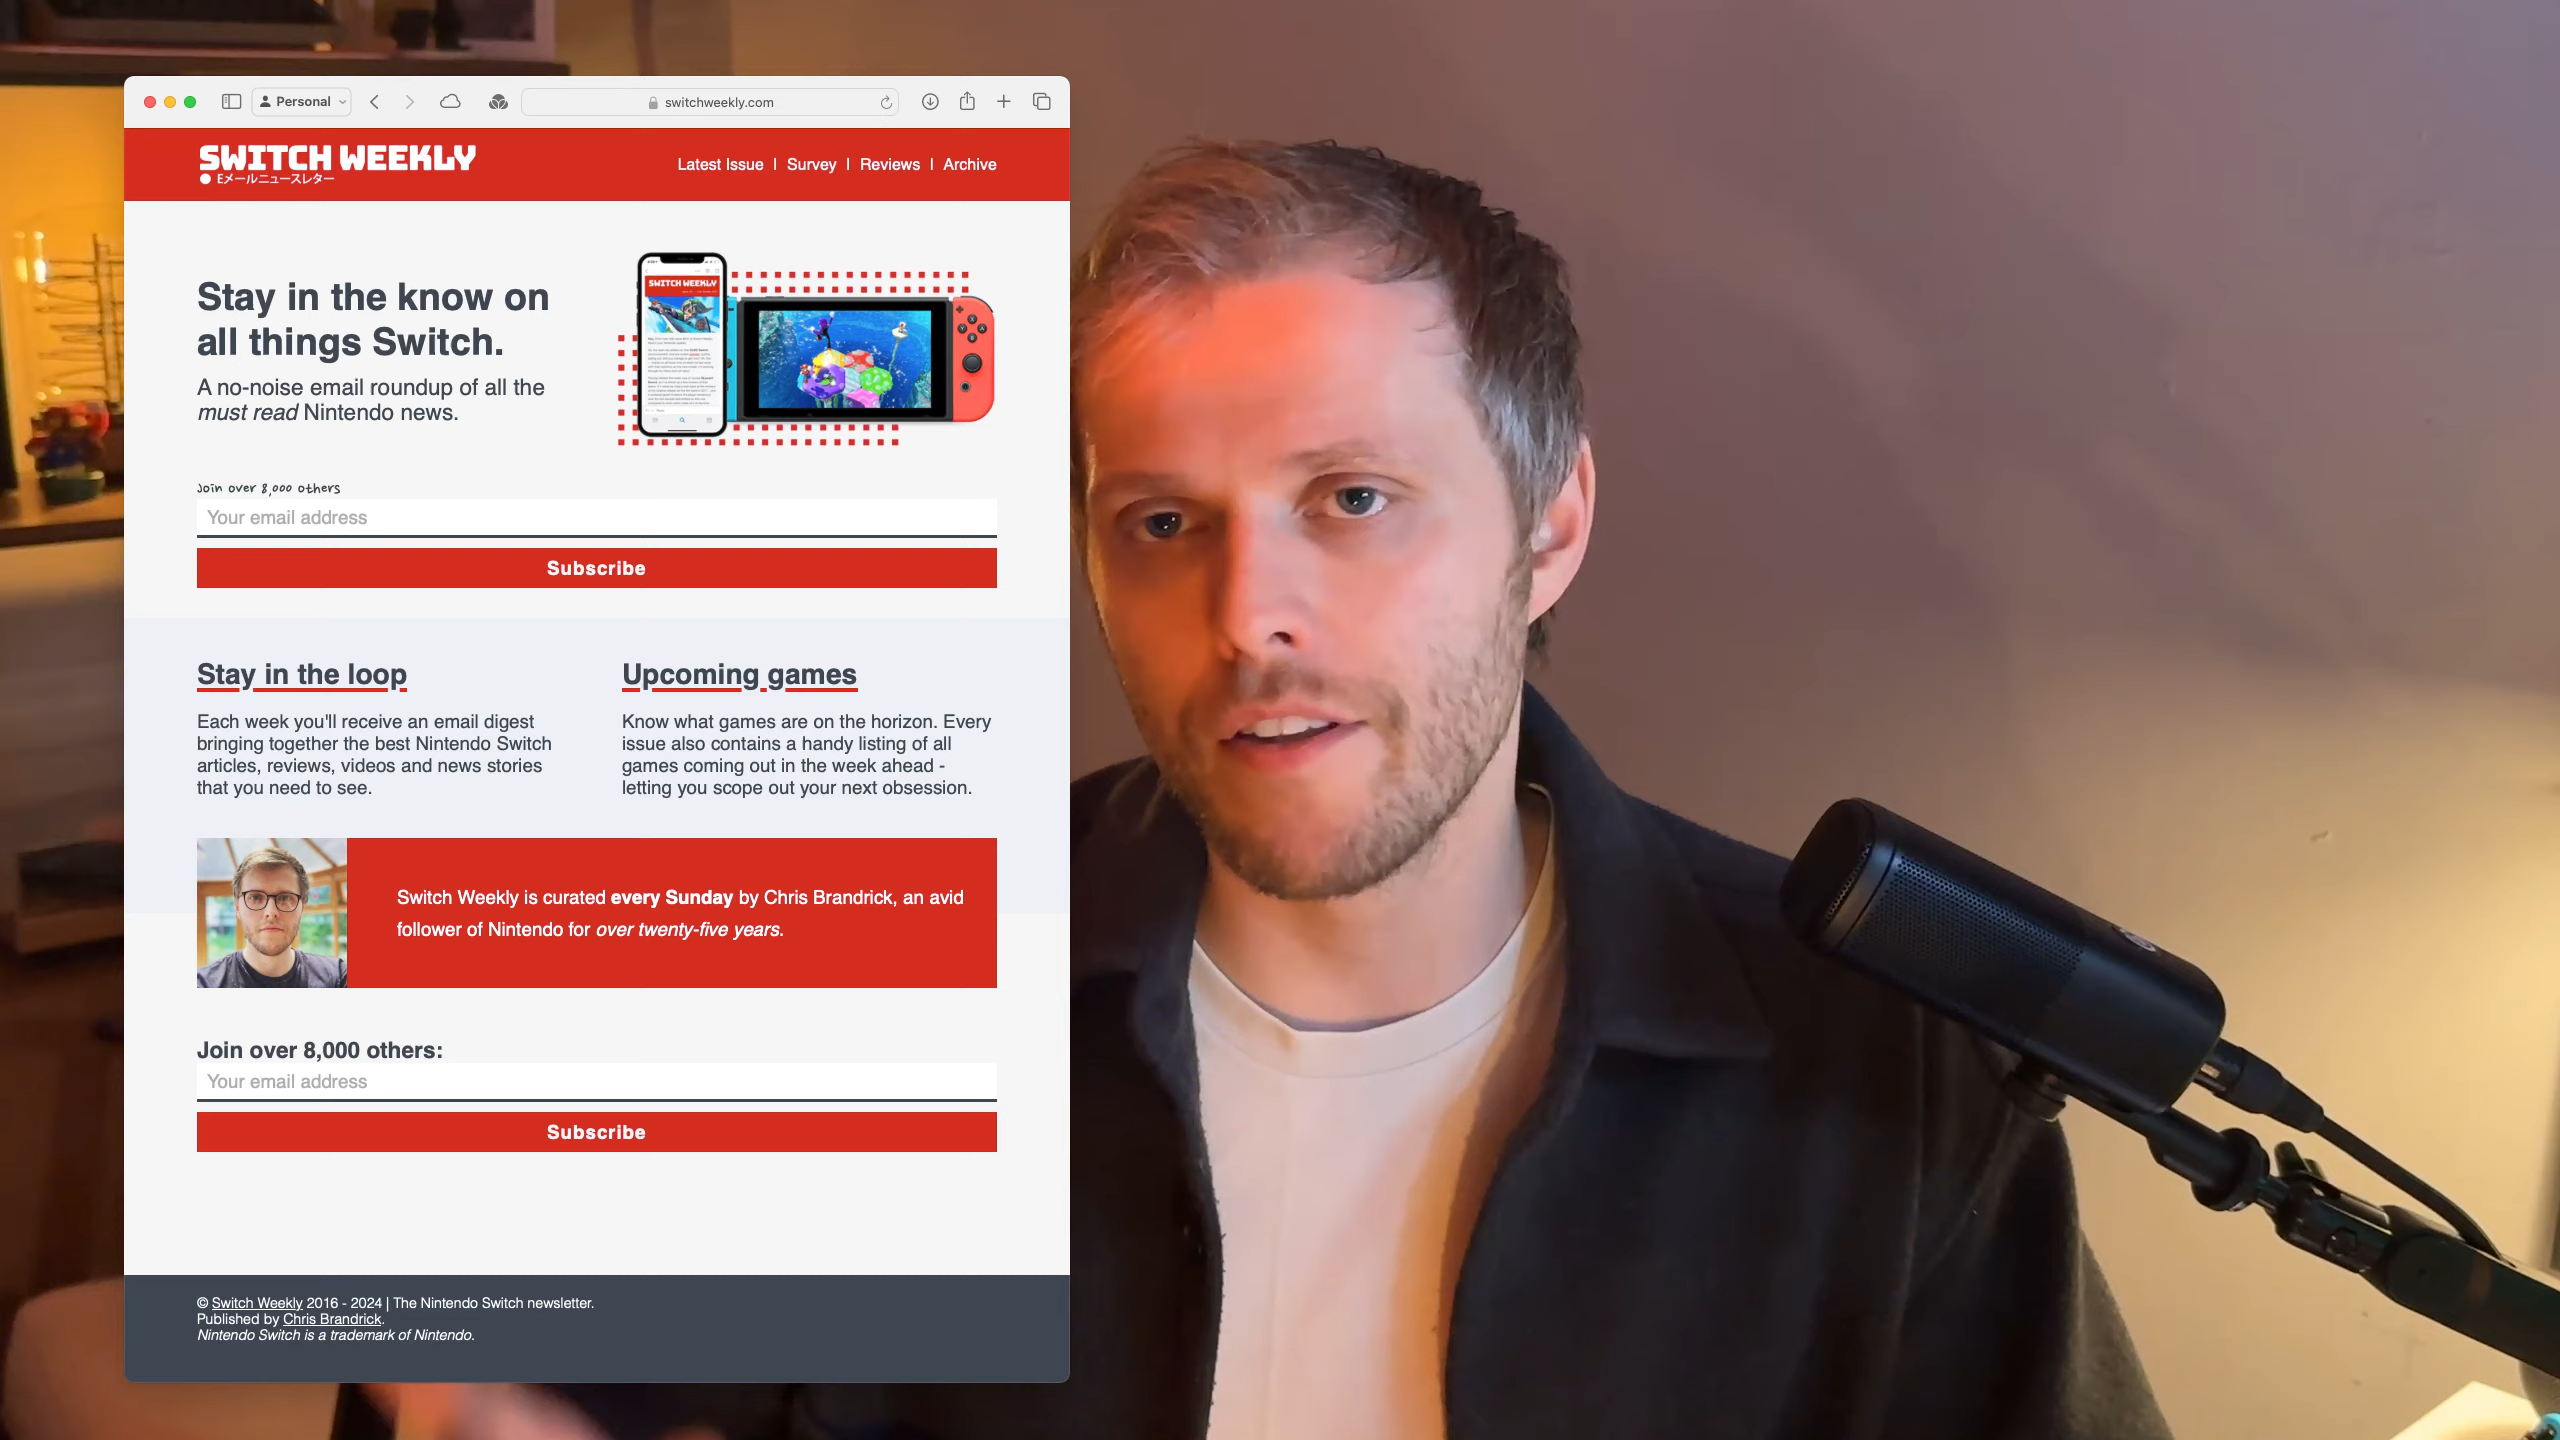 Personal
switchweekly.com
SWITCH WEEKLY
Eメールニュースレター
Latest Issue | Survey | Reviews | Archive
Stay in the know on
all things Switch.
A no-noise email roundup of all the
must read Nintendo news.
SWITCH WEEKLY
Join over 8,000 others
Your email address
Subscribe
Stay in the loop
Each week you'll receive an email digest
bringing together the best Nintendo Switch
articles, reviews, videos and news stories
that you need to see.
Upcoming games
Know what games are on the horizon. Every
issue also contains a handy listing of all
games coming out in the week ahead -
letting you scope out your next obsession.
Switch Weekly is curated every Sunday by Chris Brandrick, an avid
follower of Nintendo for over twenty-five years.
Join over 8,000 others:
Your email address
Subscribe
© Switch Weekly 2016 - 2024 | The Nintendo Switch newsletter.
Published by Chris Brandrick.
Nintendo Switch is a trademark of Nintendo.